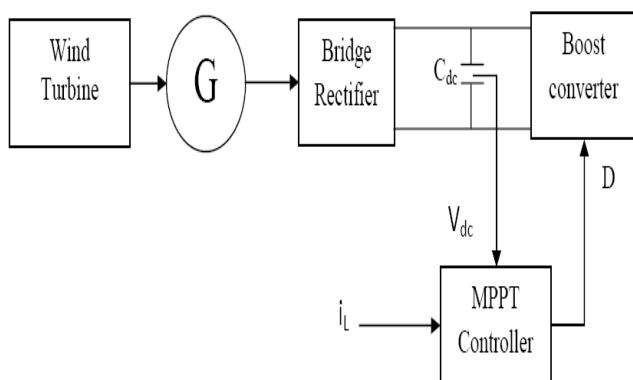 Wind
Turbine
G
Bridge
Rectifier
Cdc
Boost
converter
D
Vdc
iL
MPPT
Controller